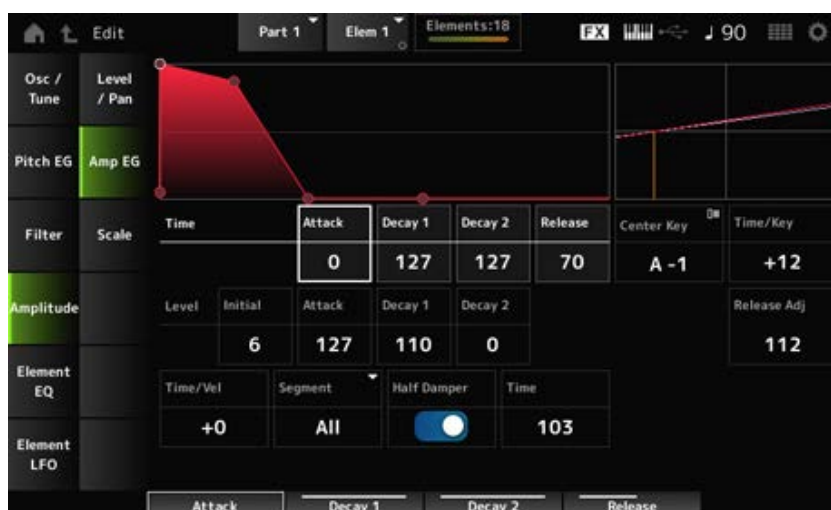 Edit Part 1 Elem 1 Elements:18 FX ♩ 90
Osc / Tune
Level / Pan
Pitch EG
Amp EG
Filter
Scale
Amplitude
Element EQ
Element LFO
Time Attack Decay 1 Decay 2 Release Center Key Time/Key
0 127 127 70 A -1 +12
Level Initial Attack Decay 1 Decay 2 Release Adj
6 127 110 0 112
Time/Vel Segment Half Damper Time
+0 All 103
Attack Decay 1 Decay 2 Release